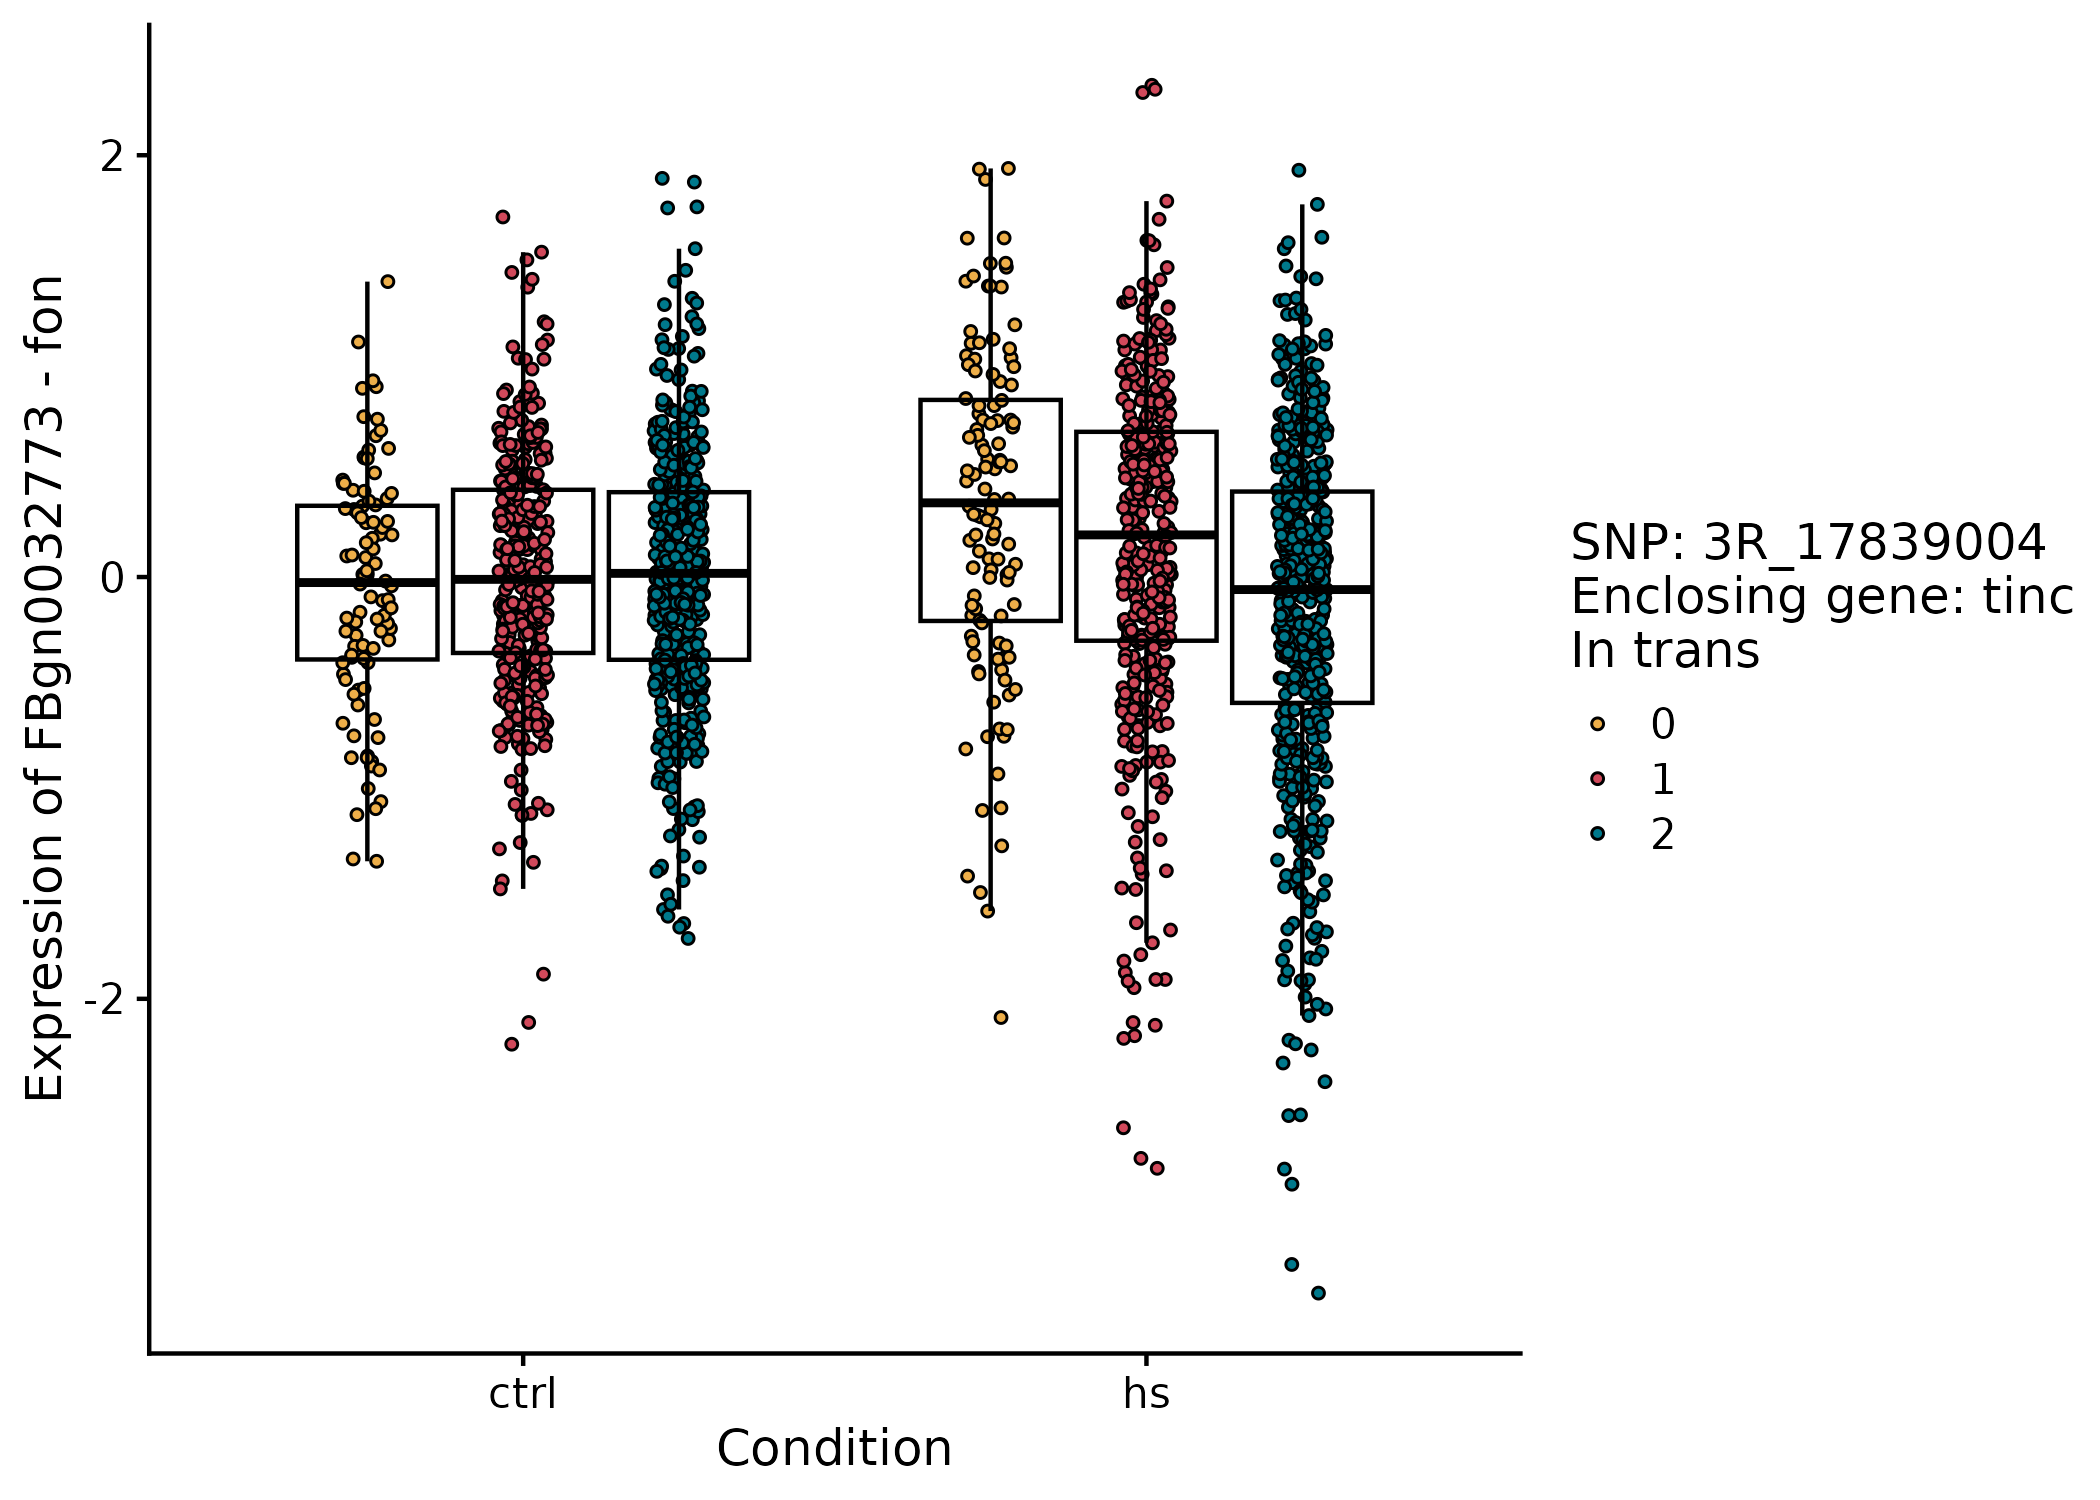 Expression of FBgn0032773 - fon
2
0
-2
ctrl
hs
Condition
SNP: 3R_17839004
Enclosing gene: tinc
In trans
0
1
2